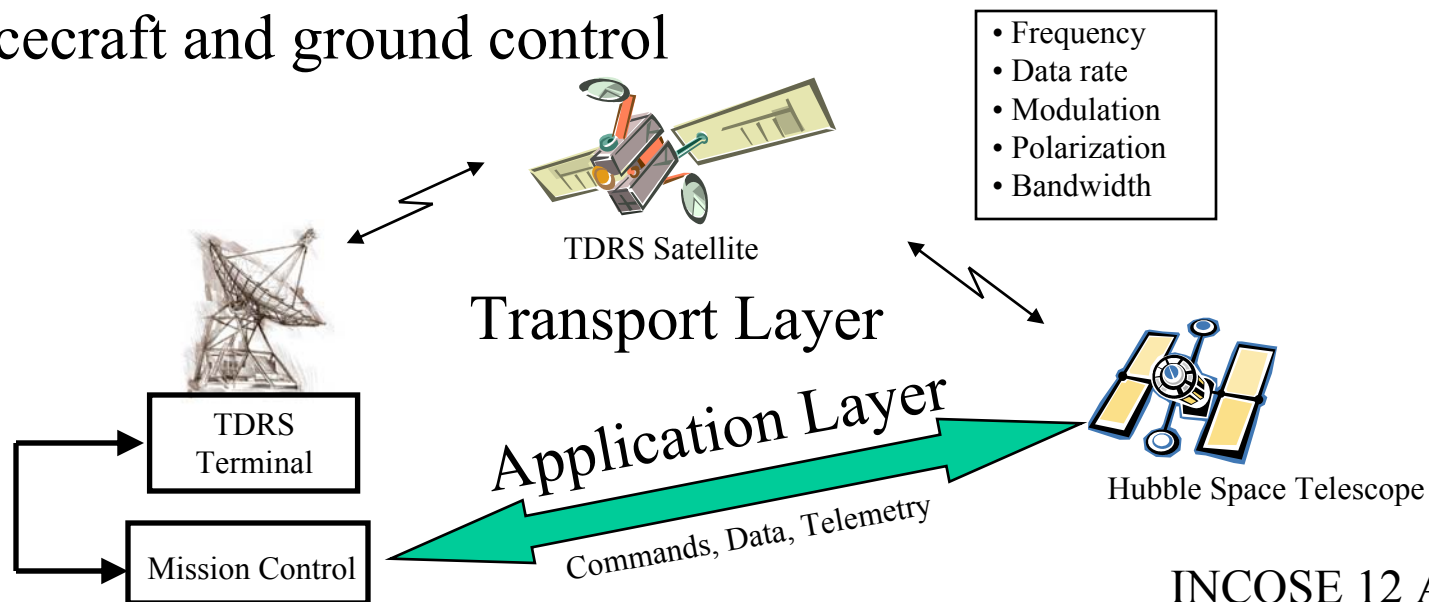 cecraft and ground control
• Frequency
• Data rate
• Modulation
• Polarization
• Bandwidth
TDRS Satellite
Transport Layer
TDRS
Terminal
Application Layer
Commands, Data, Telemetry
Hubble Space Telescope
Mission Control
INCOSE 12 A